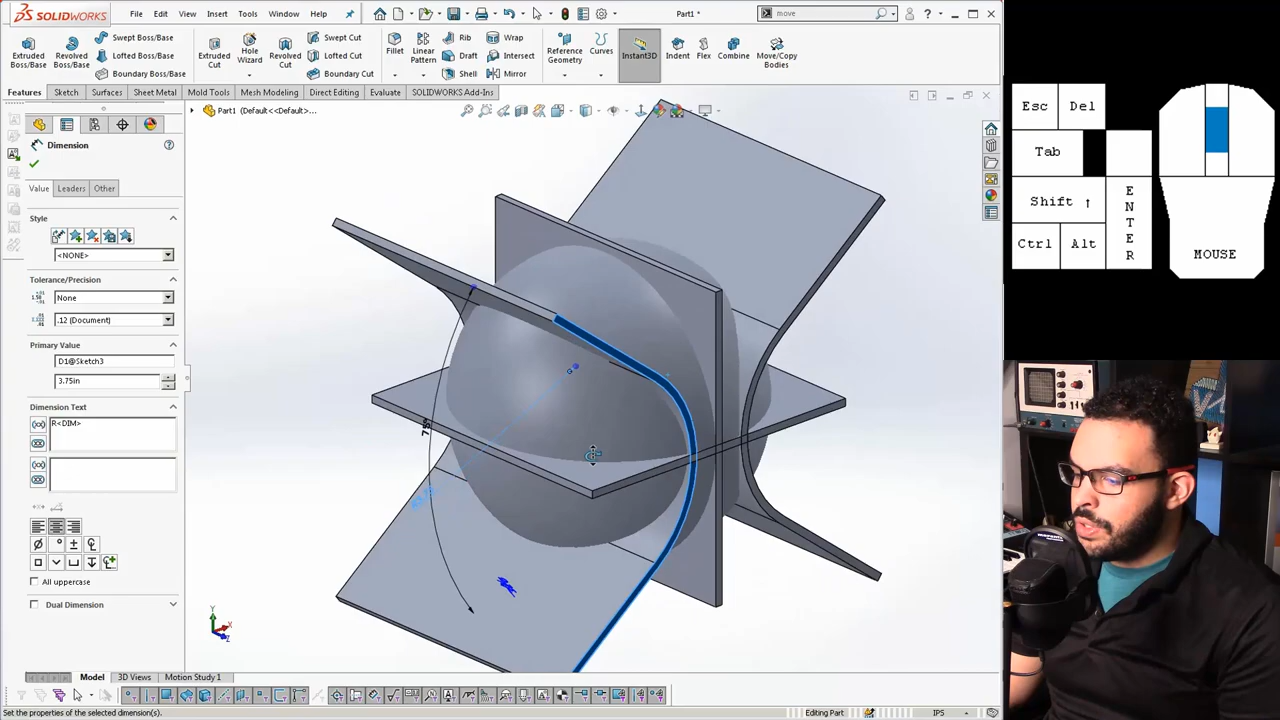 SOLIDWORKS File Edit View Insert Tools Window Help Part1 * move
Extruded Boss/Base
Revolved Boss/Base
Swept Boss/Base
Lofted Boss/Base
Boundary Boss/Base
Extruded Cut
Hole Wizard
Revolved Cut
Swept Cut
Lofted Cut
Boundary Cut
Fillet
Linear Pattern
Rib
Draft
Shell
Wrap
Intersect
Mirror
Reference Geometry
Curves
Instant3D
Indent
Flex
Combine
Move/Copy Bodies
Features Sketch Surfaces Sheet Metal Mold Tools Weldments Direct Editing Evaluate SOLIDWORKS Add-Ins
Part1 (Default<<Default>...
Dimension
Value Leaders Other
Style
<NONE>
Tolerance/Precision
None
.12 (Document)
Primary Value
D1@Sketch3
3.75in
Dimension Text
R<DIM>
All uppercase
Dual Dimension
Model 3D Views Motion Study 1
Set the properties of the selected dimension(s).
Editing Part
IPS
Esc Del
Tab
Shift ↑
Ctrl Alt
ENTER
MOUSE